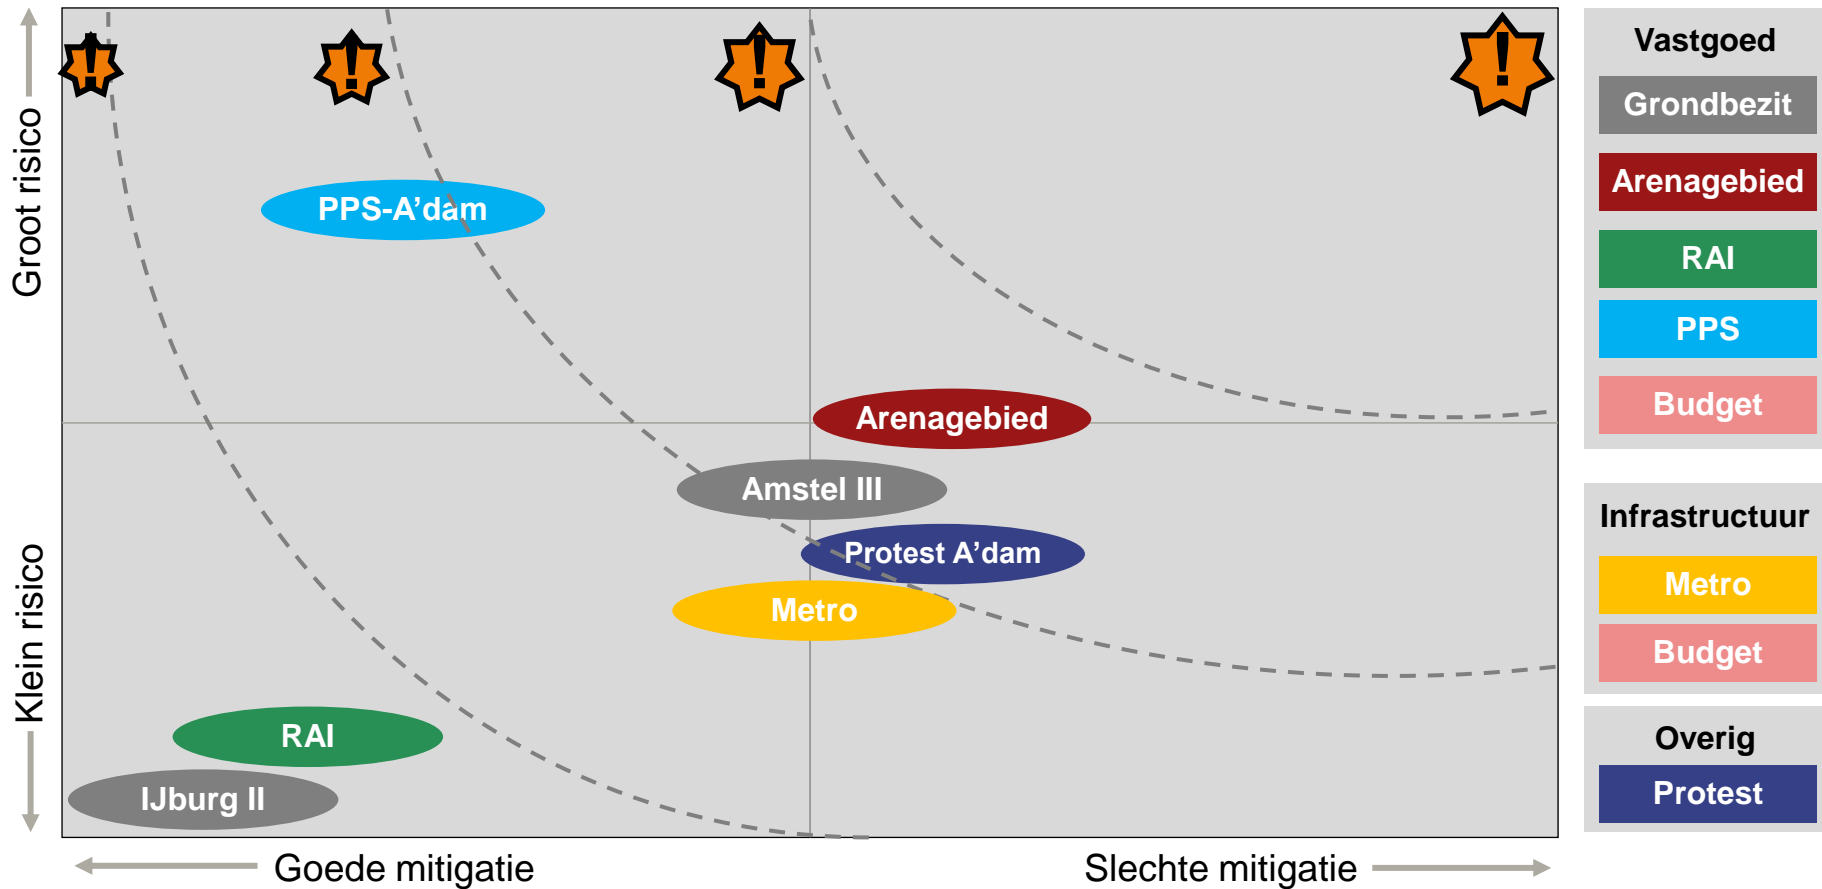 !
!
!
!
Groot risico
Klein risico
PPS-A’dam
Arenagebied
Amstel III
Protest A’dam
Metro
RAI
IJburg II
Goede mitigatie
Slechte mitigatie
Vastgoed
Grondbezit
Arenagebied
RAI
PPS
Budget
Infrastructuur
Metro
Budget
Overig
Protest